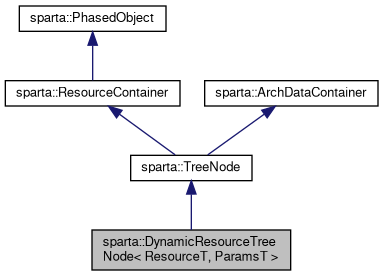 sparta::PhasedObject
sparta::ResourceContainer
sparta::ArchDataContainer
sparta::TreeNode
sparta::DynamicResourceTree
Node< ResourceT, ParamsT >